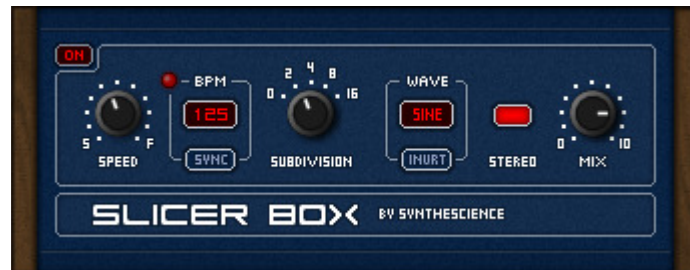 ON
BPM
WAVE
0 2 4 8 16
125
SINE
S F
0 10
SYNC
INVRT
SPEED
SUBDIVISION
STEREO
MIX
SLICER BOX BY SYNTHESCIENCE